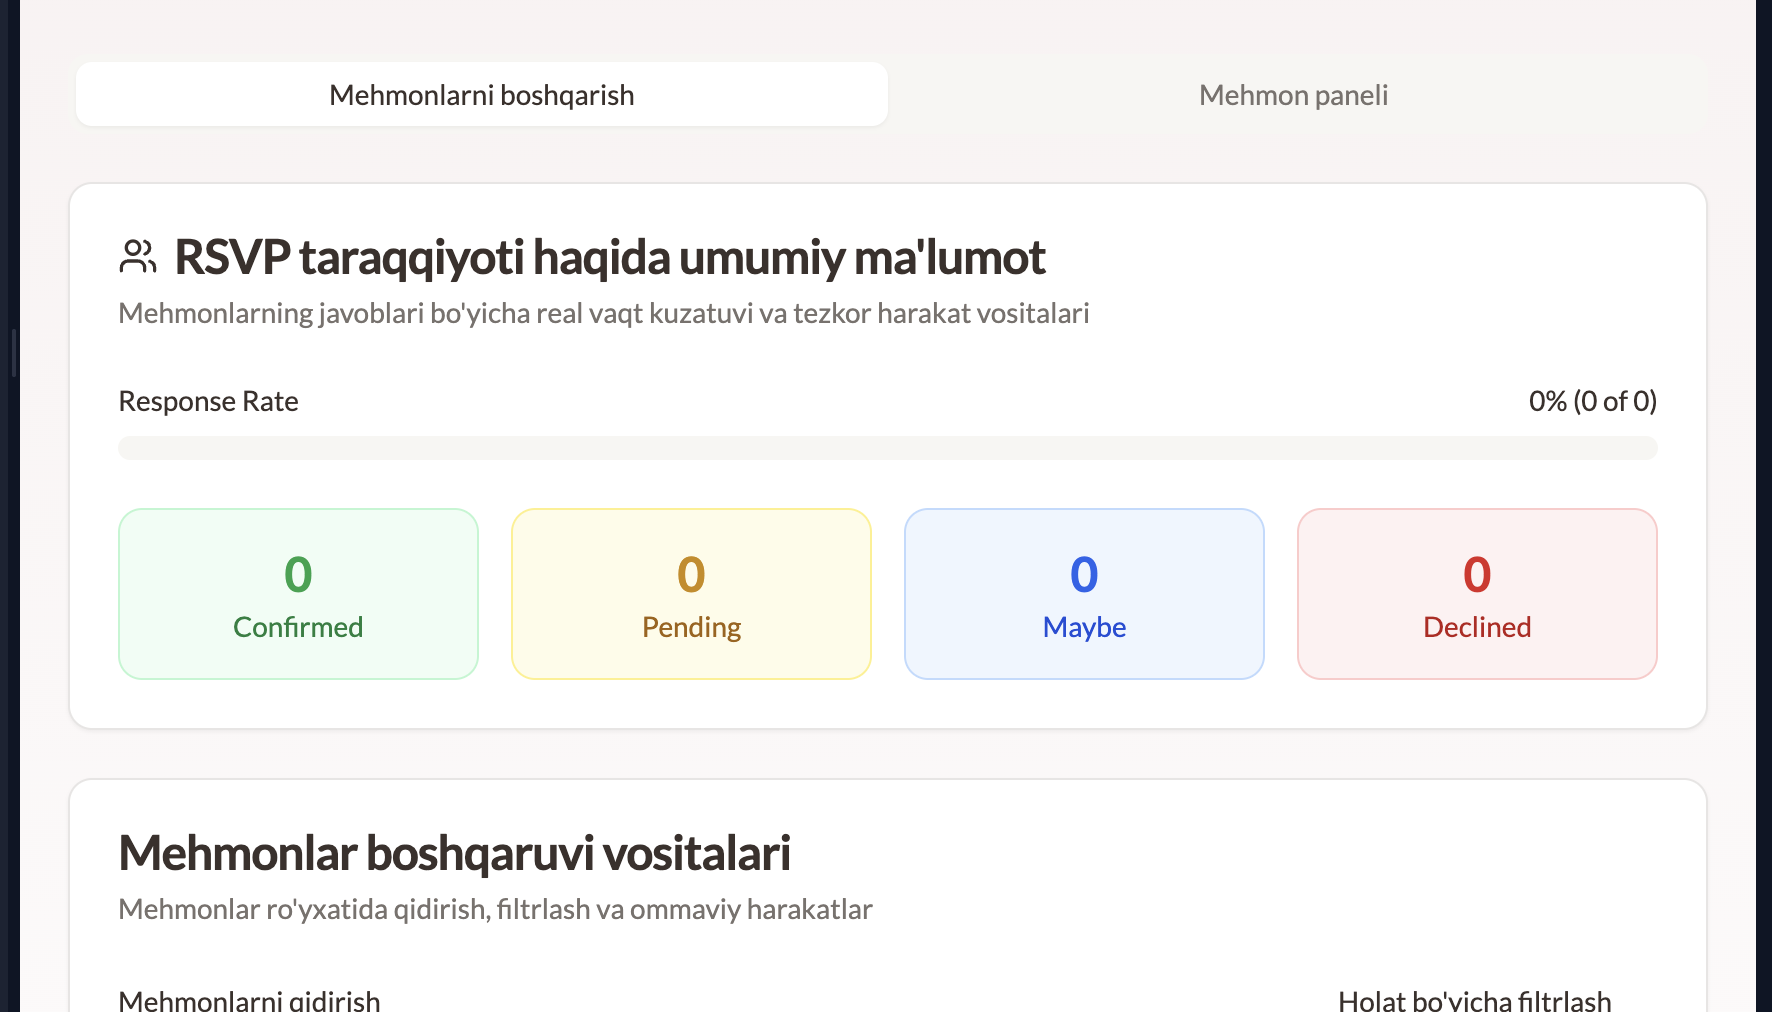 Mehmonlarni boshqarish
Mehmon paneli
RSVP taraqqiyoti haqida umumiy ma'lumot
Mehmonlarning javoblari bo'yicha real vaqt kuzatuvi va tezkor harakat vositalari
Response Rate
0% (0 of 0)
0
Confirmed
0
Pending
0
Maybe
0
Declined
Mehmonlar boshqaruvi vositalari
Mehmonlar ro'yxatida qidirish, filtrlash va ommaviy harakatlar
Mehmonlarni qidirish
Holat bo'yicha filtrlash